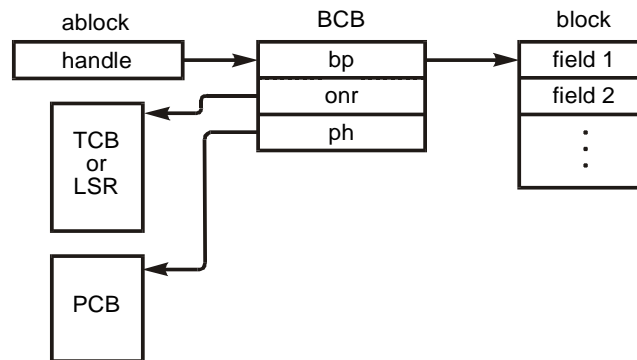 ablock
BCB
block
handle
bp
field 1
onr
field 2
TCB
or
LSR
ph
PCB